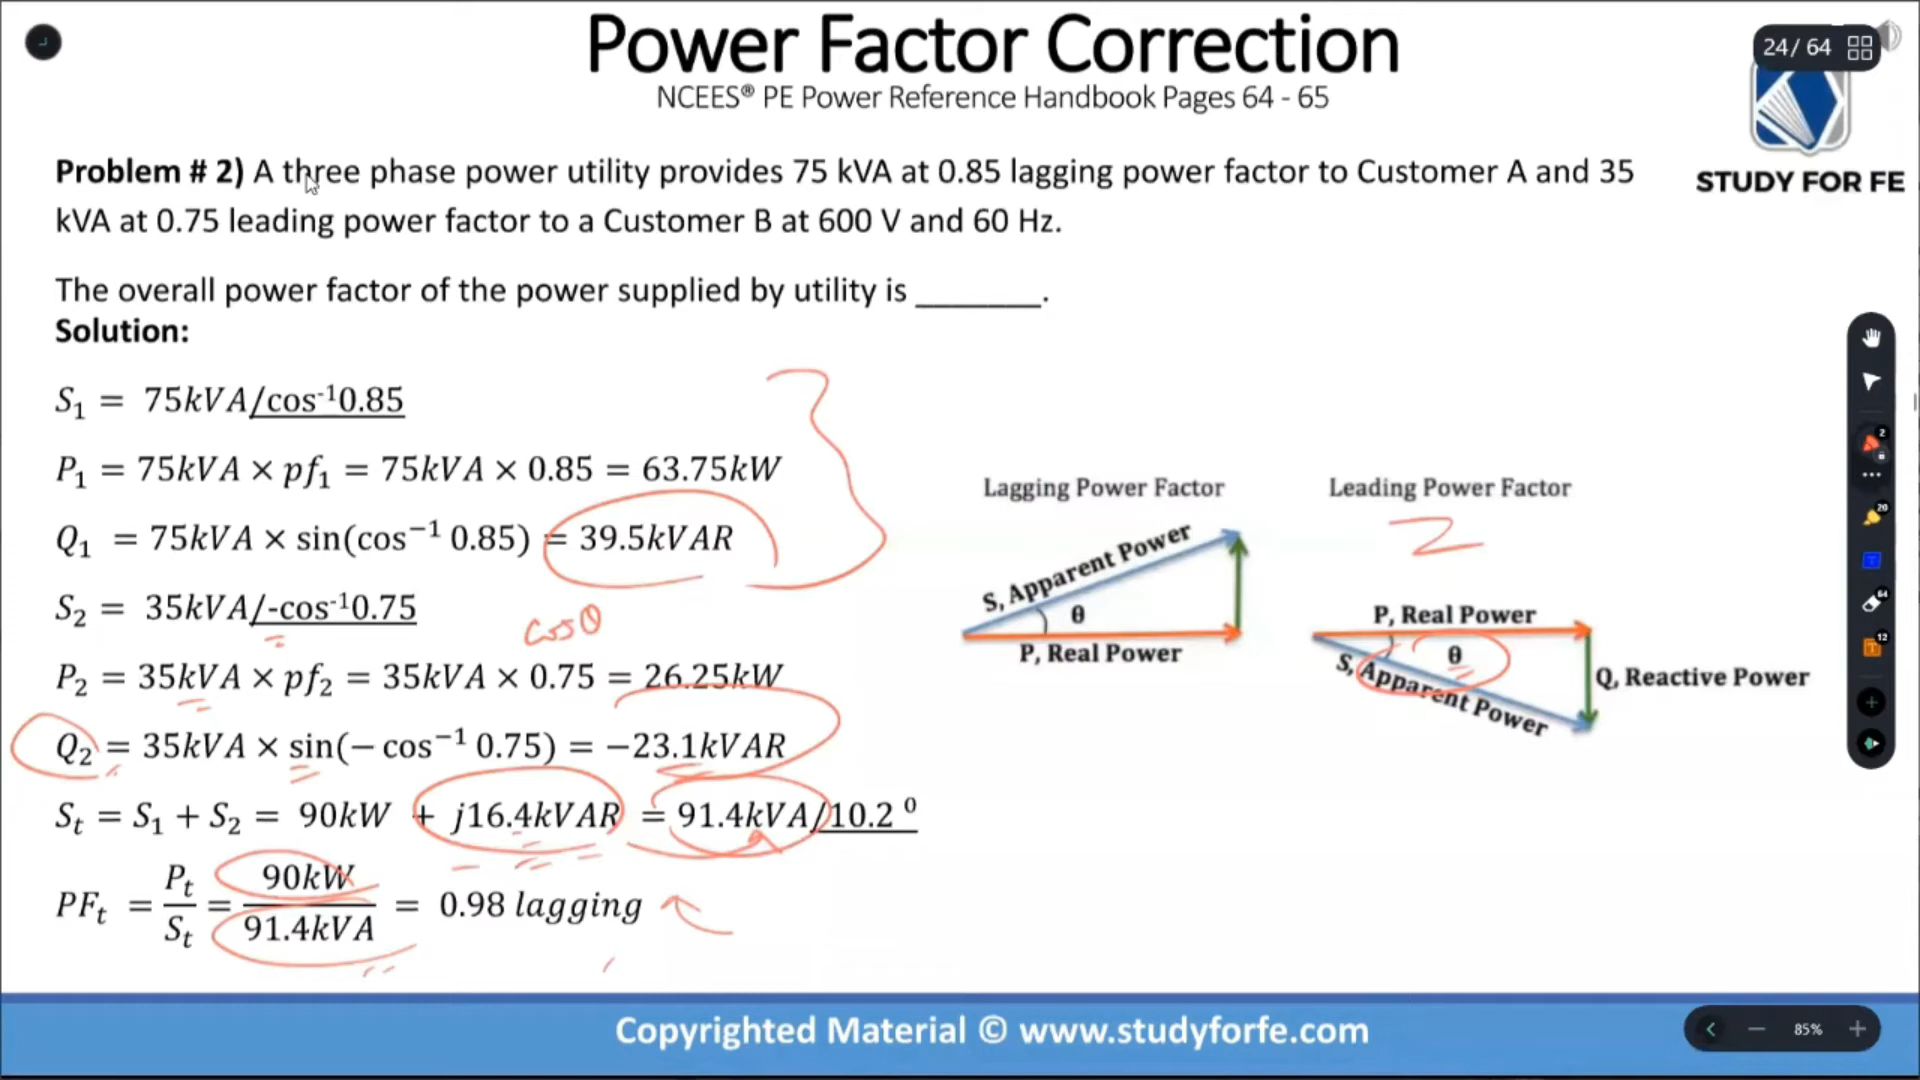 Power Factor Correction
NCEES® PE Power Reference Handbook Pages 64 - 65
24/ 64
STUDY FOR FE
Problem # 2) A three phase power utility provides 75 kVA at 0.85 lagging power factor to Customer A and 35
kVA at 0.75 leading power factor to a Customer B at 600 V and 60 Hz.
The overall power factor of the power supplied by utility is _______.
Solution:
S₁ = 75kVA/cos⁻¹0.85
P₁ = 75kVA × pf₁ = 75kVA × 0.85 = 63.75kW
Q₁ = 75kVA × sin(cos⁻¹ 0.85) = 39.5kVAR
S₂ = 35kVA/-cos⁻¹0.75
cosθ
P₂ = 35kVA × pf₂ = 35kVA × 0.75 = 26.25kW
Q₂ = 35kVA × sin(− cos⁻¹ 0.75) = −23.1kVAR
Sₜ = S₁ + S₂ = 90kW + j16.4kVAR = 91.4kVA/10.2 ⁰
PFₜ = Pₜ/Sₜ = 90kW/91.4kVA = 0.98 lagging
Lagging Power Factor
S, Apparent Power
θ
P, Real Power
Leading Power Factor
P, Real Power
θ
S, Apparent Power
Q, Reactive Power
2
20
64
12
Copyrighted Material © www.studyforfe.com
85%